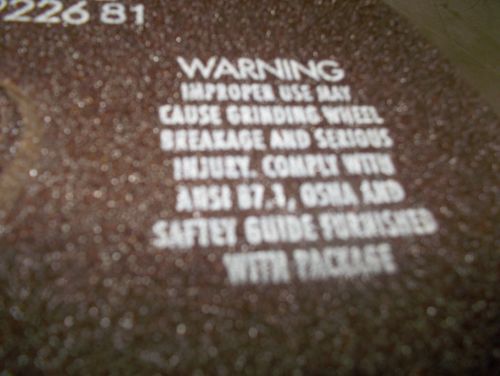 226 81
WARNING
IMPROPER USE MAY
CAUSE GRINDING WHEEL
BREAKAGE AND SERIOUS
INJURY. COMPLY WITH
ANSI B7.1, OSHA AND
SAFTEY GUIDE FURNISHED
WITH PACKAGE